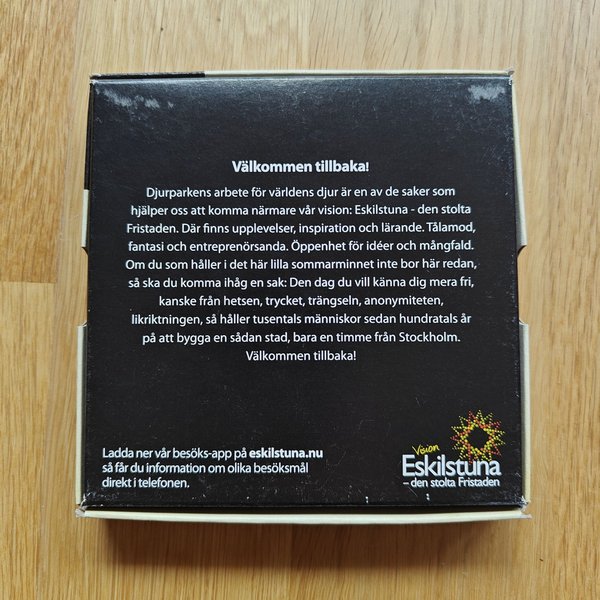 Välkommen tillbaka!
Djurparkens arbete för världens djur är en av de saker som
hjälper oss att komma närmare vår vision: Eskilstuna - den stolta
Fristaden. Där finns upplevelser, inspiration och lärande. Tålamod,
fantasi och entreprenörsanda. Öppenhet för idéer och mångfald.
Om du som håller i det här lilla sommarminnet inte bor här redan,
så ska du komma ihåg en sak: Den dag du vill känna dig mera fri,
kanske från hetsen, trycket, trängseln, anonymiteten,
likriktningen, så håller tusentals människor sedan hundratals år
på att bygga en sådan stad, bara en timme från Stockholm.
Välkommen tillbaka!
Ladda ner vår besöks-app på eskilstuna.nu
så får du information om olika besöksmål
direkt i telefonen.
Vision
Eskilstuna
– den stolta Fristaden